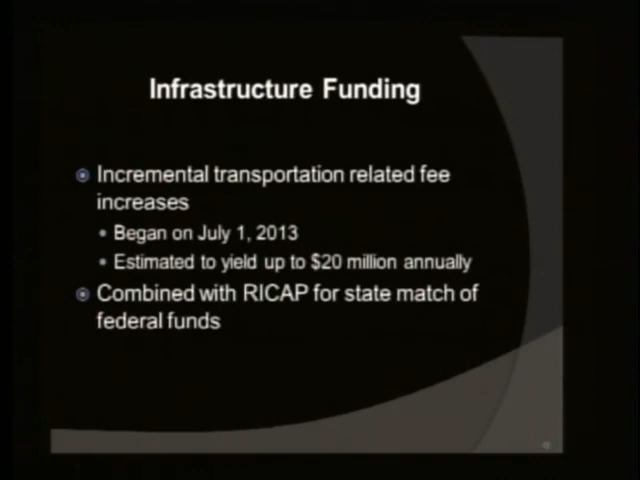 Infrastructure Funding
Incremental transportation related fee
increases
Began on July 1, 2013
Estimated to yield up to $20 million annually
Combined with RICAP for state match of
federal funds